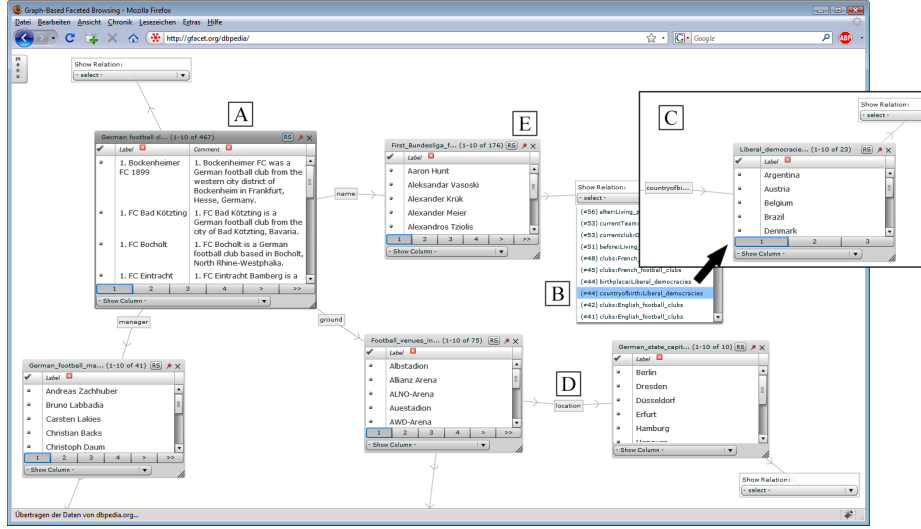 Graph-Based Faceted Browsing - Mozilla Firefox
Datei Bearbeiten Ansicht Chronik Lesezeichen Extras Hilfe
http://gfacet.org/dbpedia/
Google
ABP
menu
Show Relation:
- select -
A
German football cl... (1-10 of 467) RS
Label Comment
1. Bockenheimer FC 1899
1. Bockenheimer FC was a
German football club from the
western city district of
Bockenheim in Frankfurt,
Hesse, Germany.
1. FC Bad Kötzting
1. FC Bad Kötzting is a
German football club from the
city of Bad Kötzting, Bavaria.
1. FC Bocholt
1. FC Bocholt is a German
football club based in Bocholt,
North Rhine-Westphalia.
1. FC Eintracht
1. FC Eintracht Bamberg is a
1 2 3 4 > >>
- Show Column -
name
E
First_Bundesliga_f... (1-10 of 176) RS
Label
Aaron Hunt
Aleksandar Vasoski
Alexander Krük
Alexander Meier
Alexandros Tziolis
1 2 3 4 > >>
- Show Column -
B
Show Relation:
- select -
(#56) after:Living_p
(#53) currentTeam:
(#53) currentclub:G
(#51) before:Living_
(#48) clubs:French_
(#45) clubs:French_football_clubs
(#44) birthplace:Liberal_democracies
(#44) countryofbirth:Liberal_democracies
(#42) clubs:English_football_clubs
(#41) clubs:English_football_clubs
C
countryofbi...
Show Relation:
- select -
Liberal_democracie... (1-10 of 23) RS
Label
Argentina
Austria
Belgium
Brazil
Denmark
1 2 3
- Show Column -
manager
German_football_ma... (1-10 of 41) RS
Label
Andreas Zachhuber
Bruno Labbadia
Carsten Lakies
Christian Backs
Christoph Daum
1 2 3 4 > >>
- Show Column -
ground
Football_venues_in... (1-10 of 75) RS
Label
Albstadion
Allianz Arena
ALNO-Arena
Auestadion
AWD-Arena
1 2 3 4 > >>
- Show Column -
D
location
German_state_capit... (1-10 of 10) RS
Label
Berlin
Dresden
Düsseldorf
Erfurt
Hamburg
- Show Column -
Show Relation:
- select -
Übertragen der Daten von dbpedia.org...